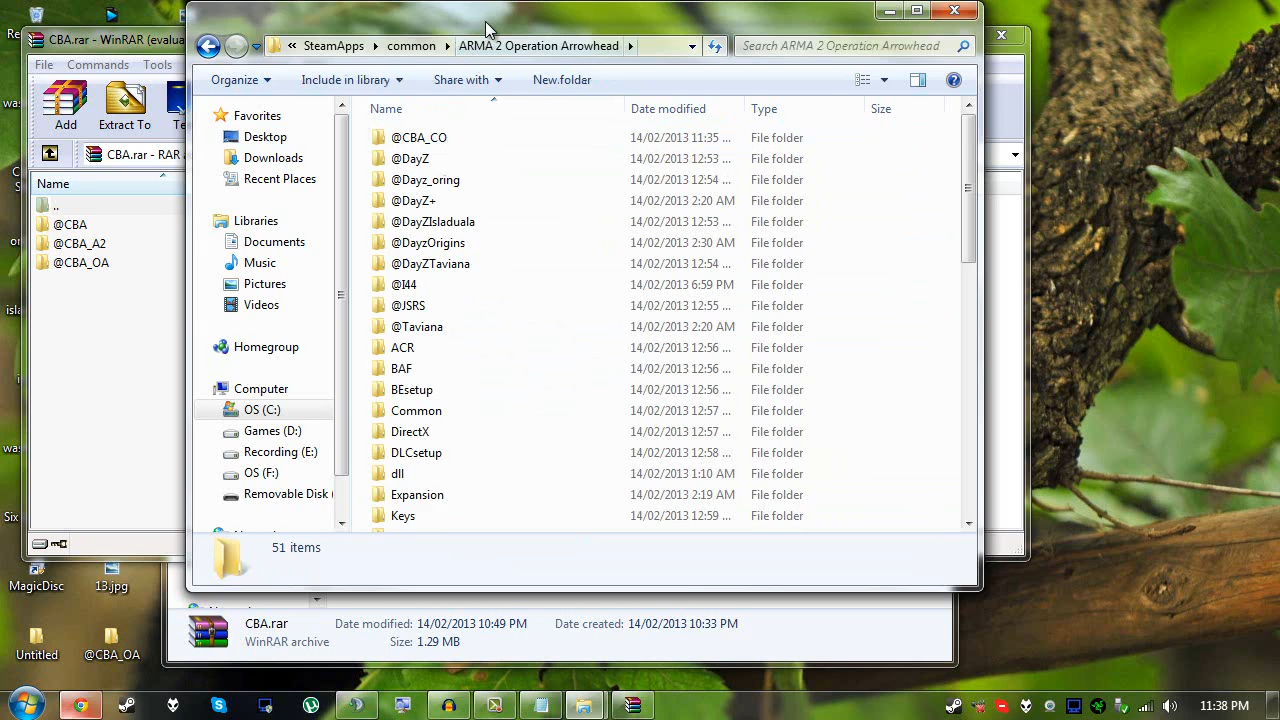 CBA.rar - WinRAR (evalua
File Commands Tools
Add Extract To
CBA.rar - RAR
Name
..
@CBA
@CBA_A2
@CBA_OA
« SteamApps common ARMA 2 Operation Arrowhead
Search ARMA 2 Operation Arrowhead
Organize Include in library Share with New folder
Favorites
Desktop
Downloads
Recent Places
Libraries
Documents
Music
Pictures
Videos
Homegroup
Computer
OS (C:)
Games (D:)
Recording (E:)
OS (F:)
Removable Disk (
Name Date modified Type Size
@CBA_CO 14/02/2013 11:35 ... File folder
@DayZ 14/02/2013 12:53 ... File folder
@Dayz_oring 14/02/2013 12:54 ... File folder
@DayZ+ 14/02/2013 2:20 AM File folder
@DayZIsladuala 14/02/2013 12:53 ... File folder
@DayzOrigins 14/02/2013 2:30 AM File folder
@DayZTaviana 14/02/2013 12:54 ... File folder
@I44 14/02/2013 6:59 PM File folder
@JSRS 14/02/2013 12:55 ... File folder
@Taviana 14/02/2013 2:20 AM File folder
ACR 14/02/2013 12:56 ... File folder
BAF 14/02/2013 12:56 ... File folder
BEsetup 14/02/2013 12:56 ... File folder
Common 14/02/2013 12:57 ... File folder
DirectX 14/02/2013 12:57 ... File folder
DLCsetup 14/02/2013 12:58 ... File folder
dll 14/02/2013 1:10 AM File folder
Expansion 14/02/2013 2:19 AM File folder
Keys 14/02/2013 12:59 ... File folder
51 items
CBA.rar Date modified: 14/02/2013 10:49 PM Date created: 14/02/2013 10:33 PM
WinRAR archive Size: 1.29 MB
Six
MagicDisc
13.jpg
Untitled
@CBA_OA
11:38 PM